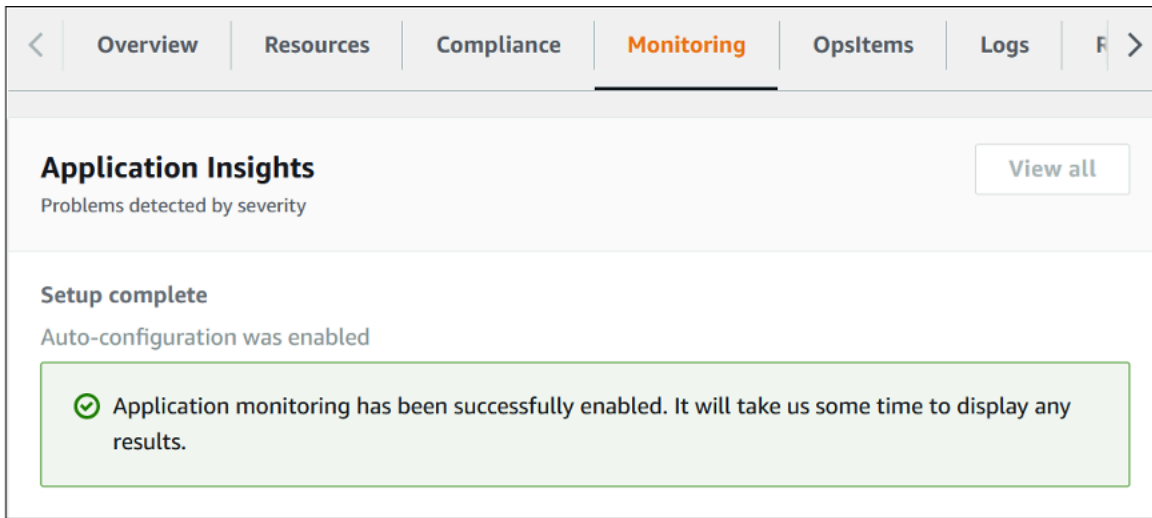 Overview Resources Compliance Monitoring OpsItems Logs
Application Insights
View all
Problems detected by severity
Setup complete
Auto-configuration was enabled
Application monitoring has been successfully enabled. It will take us some time to display any
results.